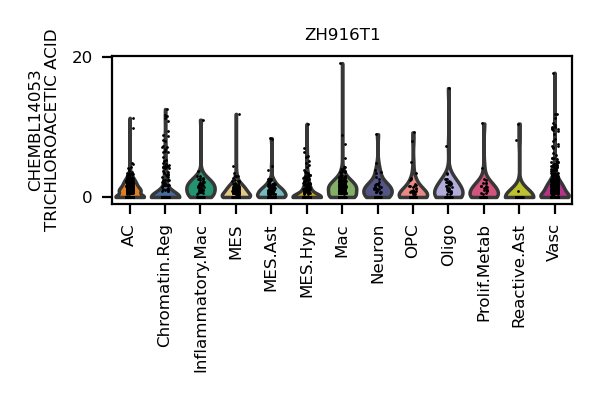 ZH916T1
CHEMBL14053
TRICHLOROACETIC ACID
20
0
AC
Chromatin.Reg
Inflammatory.Mac
MES
MES.Ast
MES.Hyp
Mac
Neuron
OPC
Oligo
Prolif.Metab
Reactive.Ast
Vasc